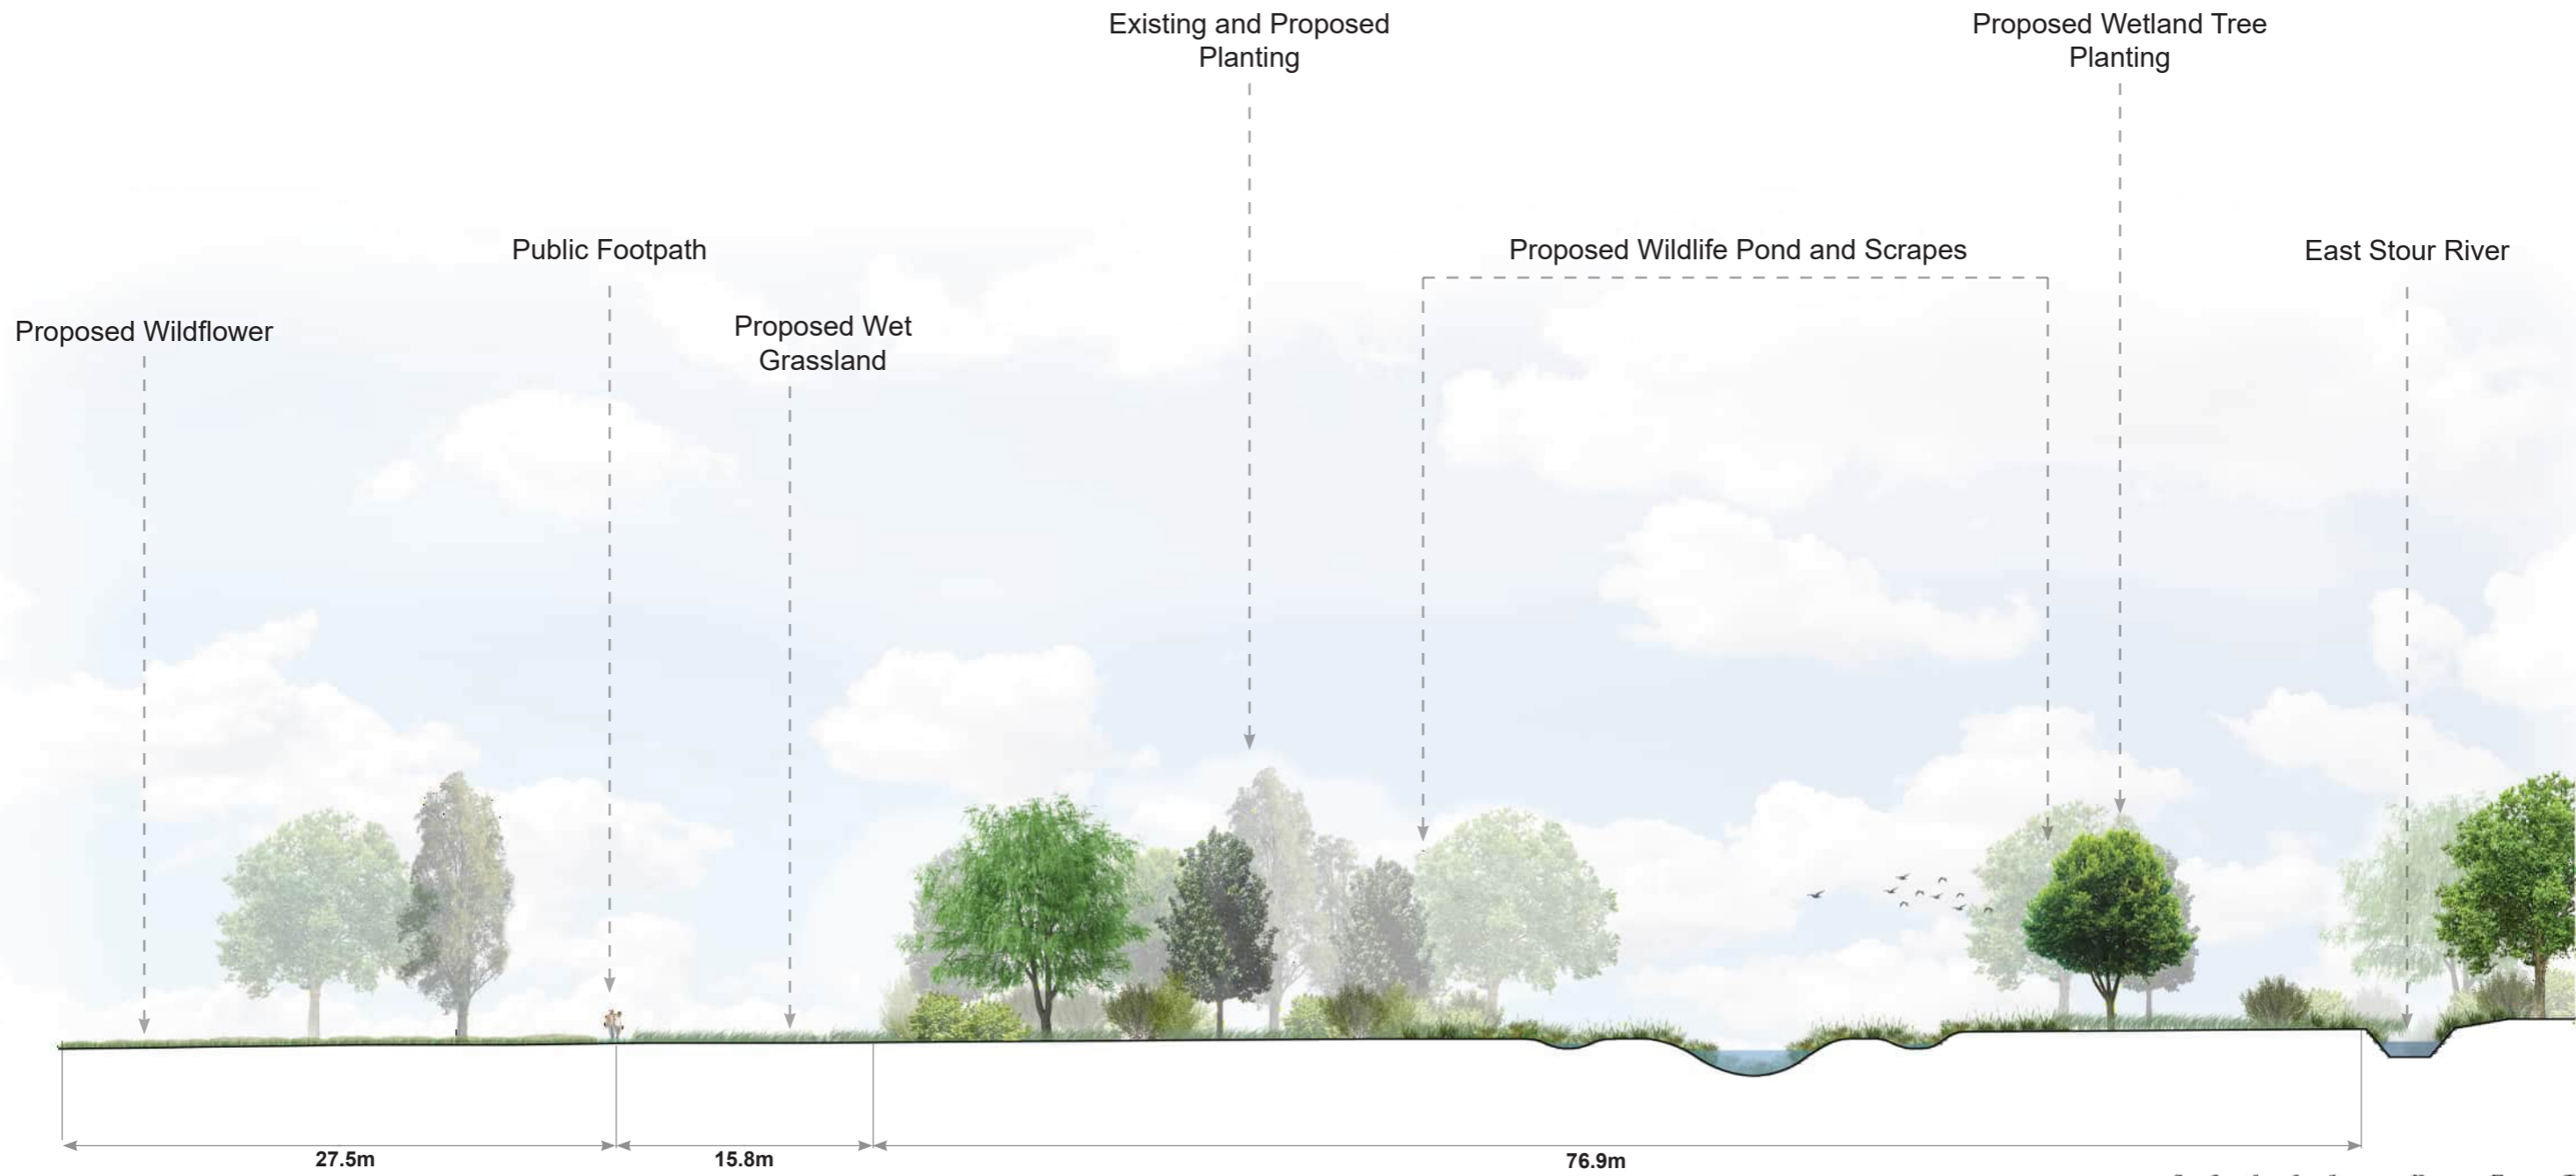 Existing and Proposed
Planting
Proposed Wetland Tree
Planting
Public Footpath
Proposed Wildlife Pond and Scrapes
East Stour River
Proposed Wildflower
Proposed Wet
Grassland
27.5m
15.8m
76.9m